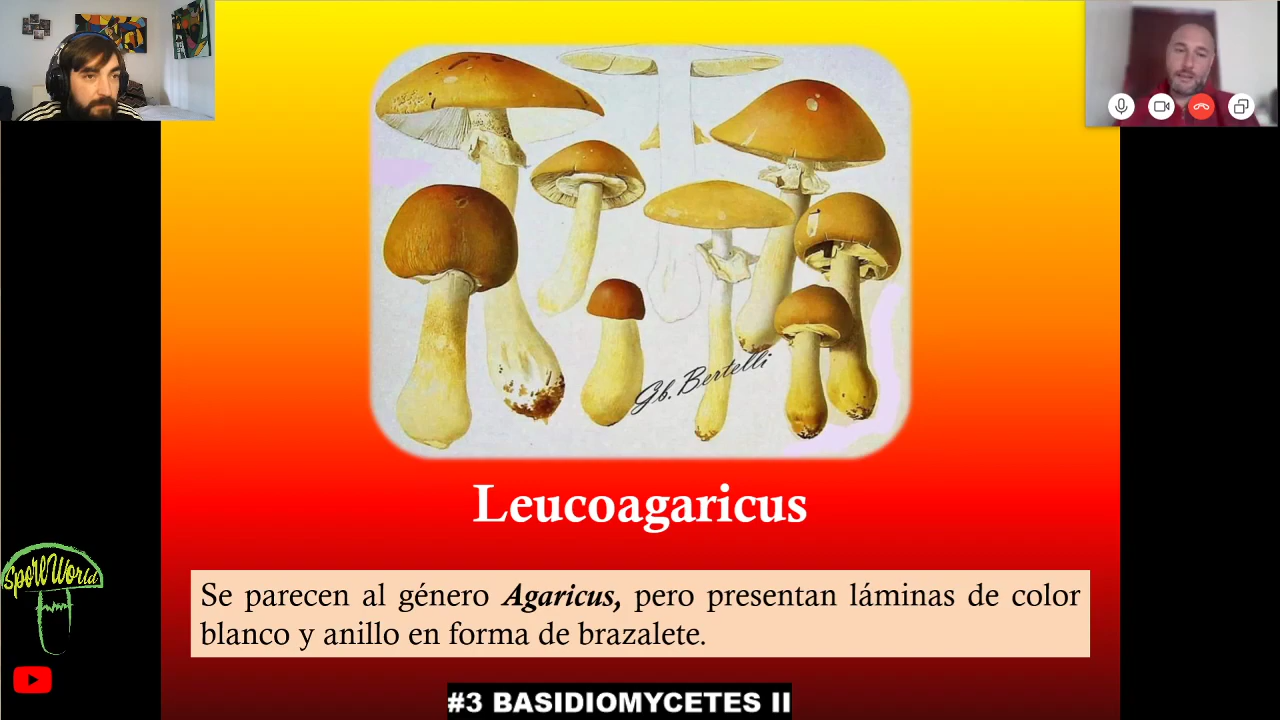 Gb. Bertelli
Leucoagaricus
Se parecen al género Agaricus, pero presentan láminas de color
blanco y anillo en forma de brazalete.
SporeWorld
#3 BASIDIOMYCETES II